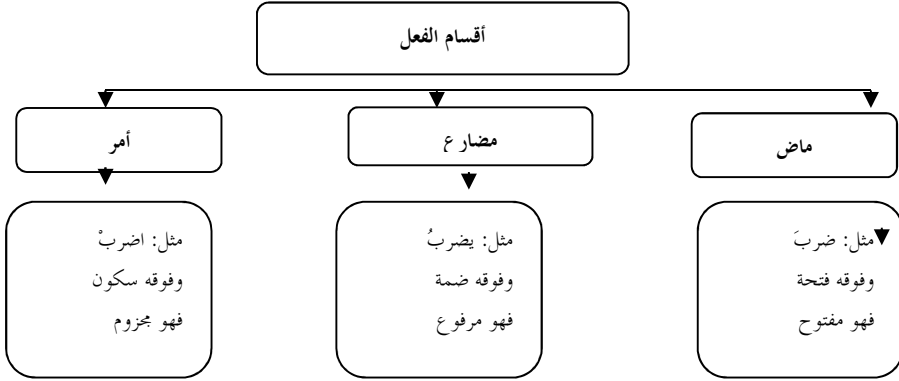 أقسام الفعل
ماض
مضارع
أمر
مثل: ضربَ
وفوقه فتحة
فهو مفتوح
مثل: يضربُ
وفوقه ضمة
فهو مرفوع
مثل: اضربْ
وفوقه سكون
فهو مجزوم